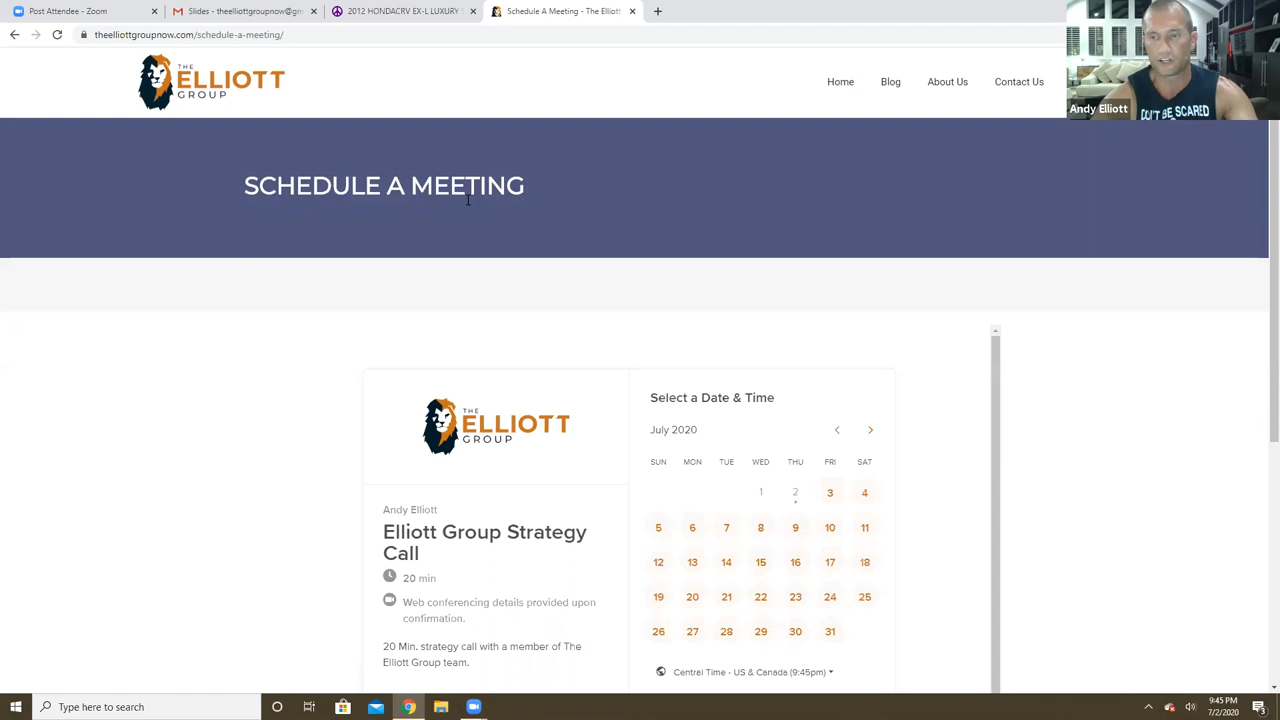 Post Attendee - Zoom
Slides - theelliottgroupnow@gm
2012 HONDACRV EX-L LUXURY
Schedule A Meeting - The Elliott
theelliottgroupnow.com/schedule-a-meeting/
THE
ELLIOTT
GROUP
Home
Blog
About Us
Contact Us
DON'T BE SCARED
Andy Elliott
SCHEDULE A MEETING
THE
ELLIOTT
GROUP
Andy Elliott
Elliott Group Strategy
Call
20 min
Web conferencing details provided upon
confirmation.
20 Min. strategy call with a member of The
Elliott Group team.
Select a Date & Time
July 2020
SUN MON TUE WED THU FRI SAT
1 2 3 4
5 6 7 8 9 10 11
12 13 14 15 16 17 18
19 20 21 22 23 24 25
26 27 28 29 30 31
Central Time - US & Canada (9:45pm)
Type here to search
9:45 PM
7/2/2020
3